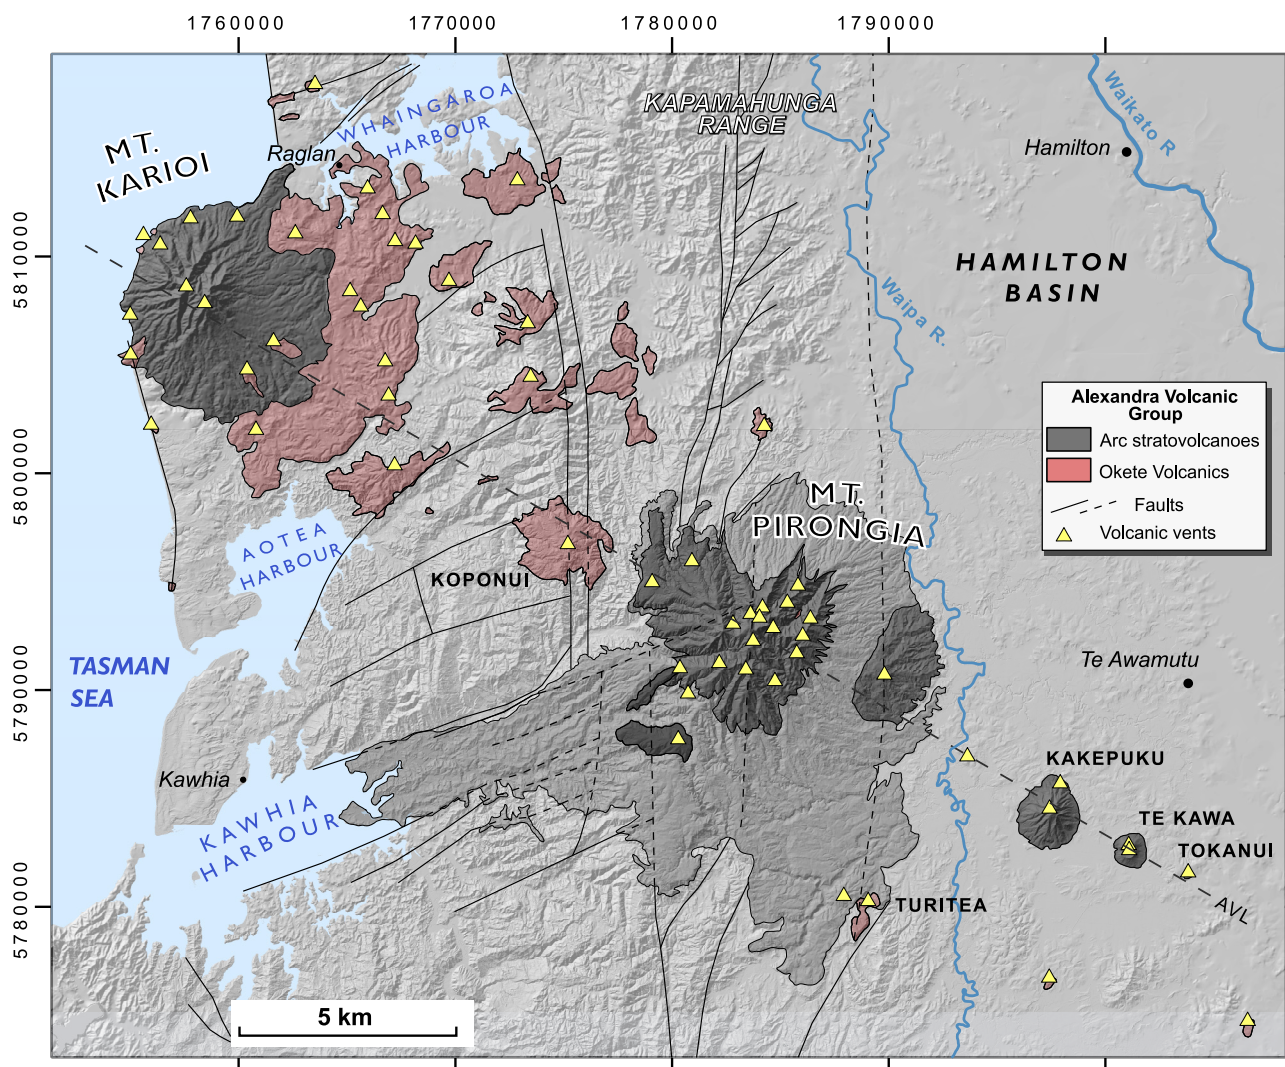 1760000
1770000
1780000
1790000
5810000
5800000
5790000
5780000
WHAINGAROA
HARBOUR
KAPAMAHUNGA
RANGE
Waikato R
MT.
KARIOI
Raglan
Hamilton
HAMILTON
BASIN
Waipa R.
Alexandra Volcanic
Group
Arc stratovolcanoes
Okete Volcanics
Faults
Volcanic vents
MT.
PIRONGIA
AOTEA
HARBOUR
KOPONUI
TASMAN
SEA
Te Awamutu
Kawhia
KAWHIA
HARBOUR
KAKEPUKU
TE KAWA
TOKANUI
TURITEA
AVL
5 km